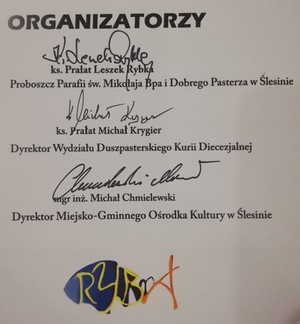 ORGANIZATORZY
ks. Prałat Leszek Rybka
Proboszcz Parafii św. Mikołaja Bpa i Dobrego Pasterza w Ślesinie
ks. Prałat Michał Krygier
Dyrektor Wydziału Duszpasterskiego Kurii Diecezjalnej
mgr inż. Michał Chmielewski
Dyrektor Miejsko-Gminnego Ośrodka Kultury w Ślesinie
RYBA